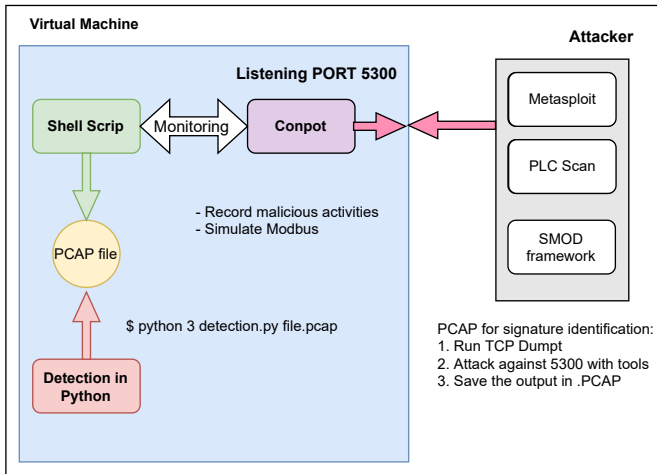 Virtual Machine
Listening PORT 5300
Shell Scrip
Monitoring
Conpot
PCAP file
- Record malicious activities
- Simulate Modbus
$ python 3 detection.py file.pcap
Detection in
Python
Attacker
Metasploit
PLC Scan
SMOD
framework
PCAP for signature identification:
1. Run TCP Dumpt
2. Attack against 5300 with tools
3. Save the output in .PCAP